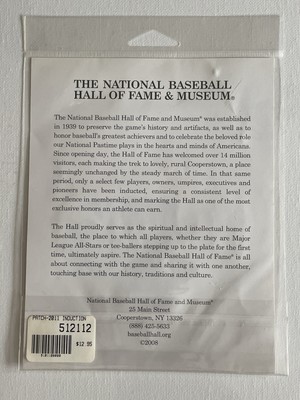 THE NATIONAL BASEBALL
HALL OF FAME & MUSEUM®
The National Baseball Hall of Fame and Museum® was established
in 1939 to preserve the game's history and artifacts, as well as to
honor baseball's greatest achievers and to celebrate the beloved role
our National Pastime plays in the hearts and minds of Americans.
Since opening day, the Hall of Fame has welcomed over 14 million
visitors, each making the trek to lovely, rural Cooperstown, a place
seemingly unchanged by the steady march of time. In that same
period, only a select few players, owners, umpires, executives and
pioneers have been inducted, ensuring a consistent level of
excellence in membership, and marking the Hall as one of the most
exclusive honors an athlete can earn.
The Hall proudly serves as the spiritual and intellectual home of
baseball, the place to which all players, whether they are Major
League All-Stars or tee-ballers stepping up to the plate for the first
time, ultimately aspire. The National Baseball Hall of Fame® is all
about connecting with the game and sharing it with one another,
touching base with our history, traditions and culture.
National Baseball Hall of Fame and Museum®
25 Main Street
Cooperstown, NY 13326
(888) 425-5633
baseballhall.org
©2008
PATCH-2011 INDUCTION
512112
$12.95